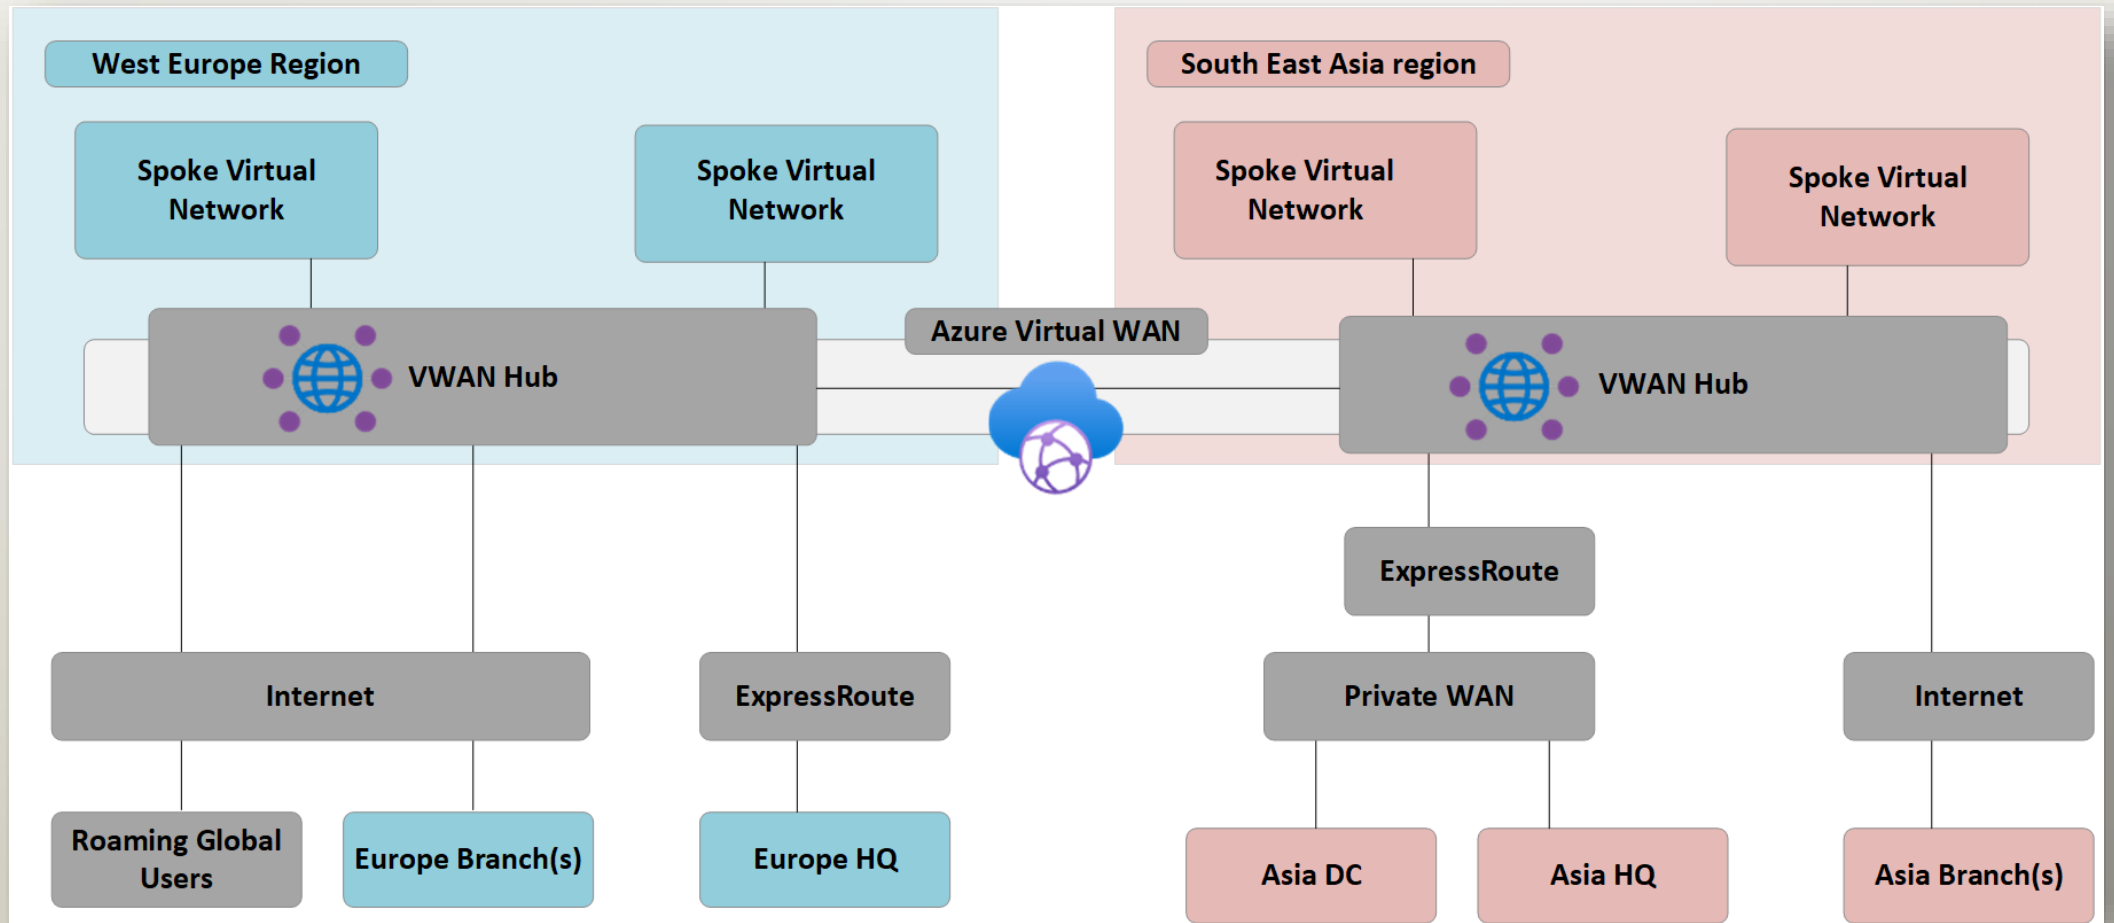 West Europe Region
South East Asia region
Spoke Virtual
Network
Spoke Virtual
Network
Spoke Virtual
Network
Spoke Virtual
Network
Azure Virtual WAN
VWAN Hub
VWAN Hub
ExpressRoute
Internet
ExpressRoute
Private WAN
Internet
Roaming Global
Users
Europe Branch(s)
Europe HQ
Asia DC
Asia HQ
Asia Branch(s)